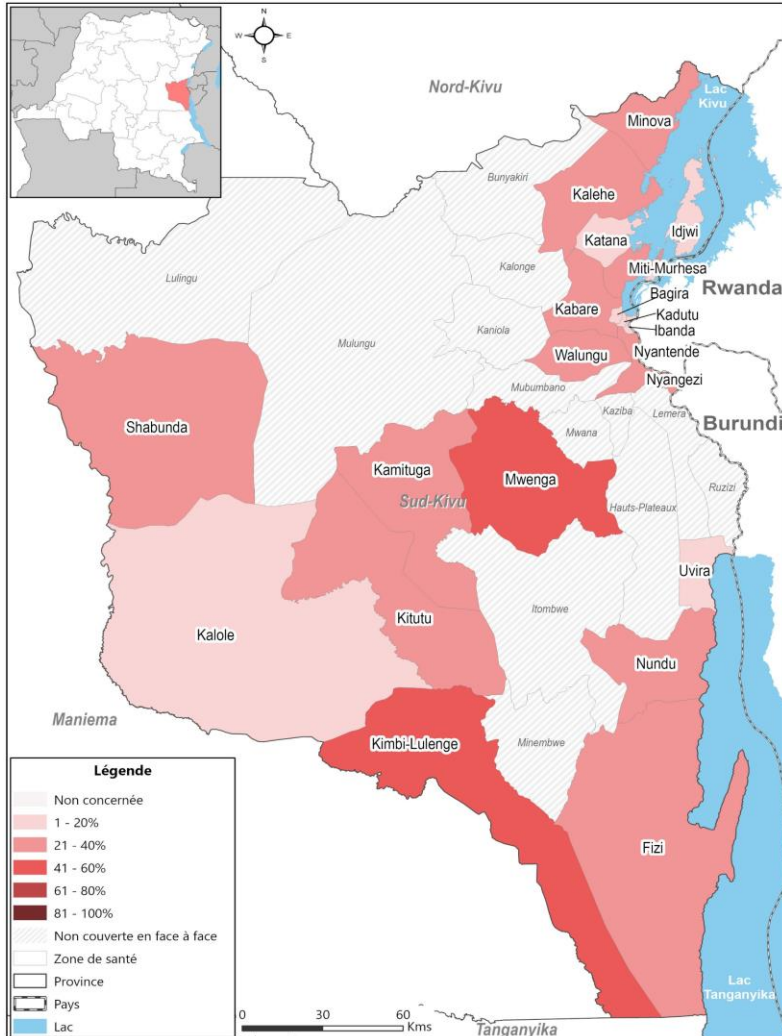 N
W E
S
Nord-Kivu
Lac
Kivu
Minova
Bunyakiri
Kalehe
Idjwi
Katana
Lulingu
Kalonge
Miti-Murhesa
Rwanda
Bagira
Kabare
Kadutu
Ibanda
Kaniola
Mulungu
Walungu
Nyantende
Nyangezi
Mubumbano
Kaziba
Lemera
Burundi
Shabunda
Mwana
Kamituga
Mwenga
Ruzizi
Sud-Kivu
Hauts-Plateaux
Uvira
Itombwe
Kitutu
Kalole
Nundu
Maniema
Kimbi-Lulenge
Minembwe
Fizi
Lac
Tanganyika
Légende
Non concernée
1 - 20%
21 - 40%
41 - 60%
61 - 80%
81 - 100%
Non couverte en face à face
Zone de santé
Province
Pays
Lac
0 30 60
Kms
Tanganyika